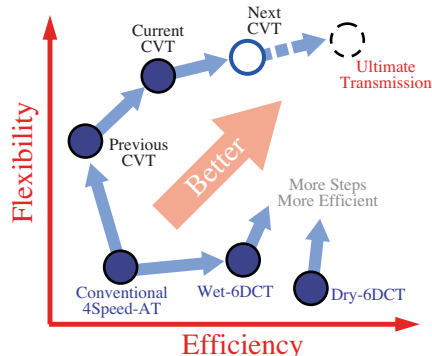 Next
CVT
Current
CVT
Ultimate
Transmission
Previous
CVT
Better
More Steps
More Efficient
Flexibility
Conventional
4Speed-AT
Wet-6DCT
Dry-6DCT
Efficiency